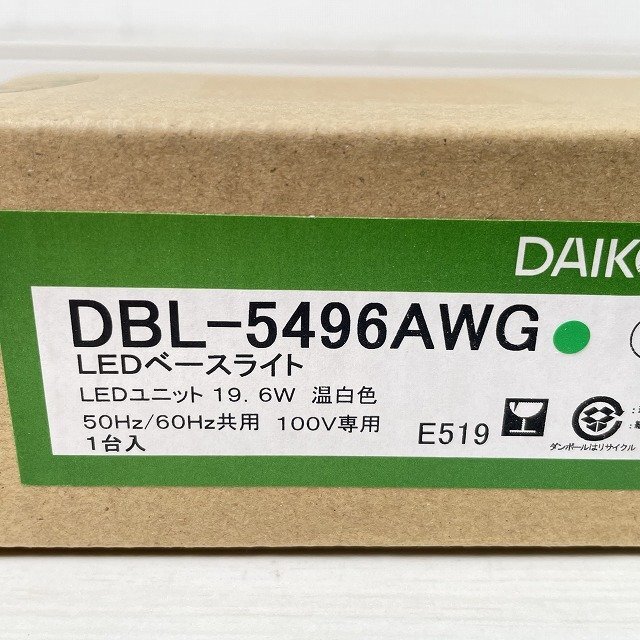 DAIKO
DBL-5496AWG
LEDベースライト
LEDユニット 19.6W 温白色
50Hz/60Hz共用 100V専用
1台入
E519
ダンボールはリサイクル